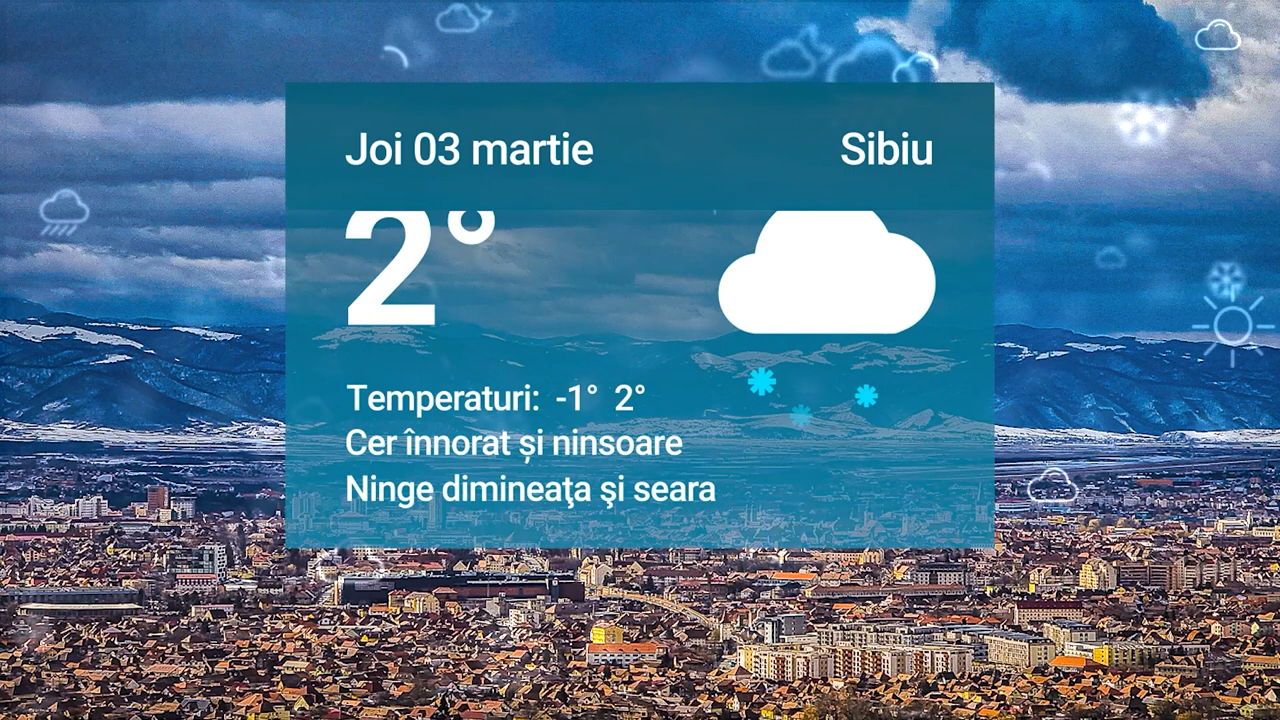 Joi 03 martie
Sibiu
2°
Temperaturi: -1° 2°
Cer înnorat și ninsoare
Ninge dimineaţa şi seara